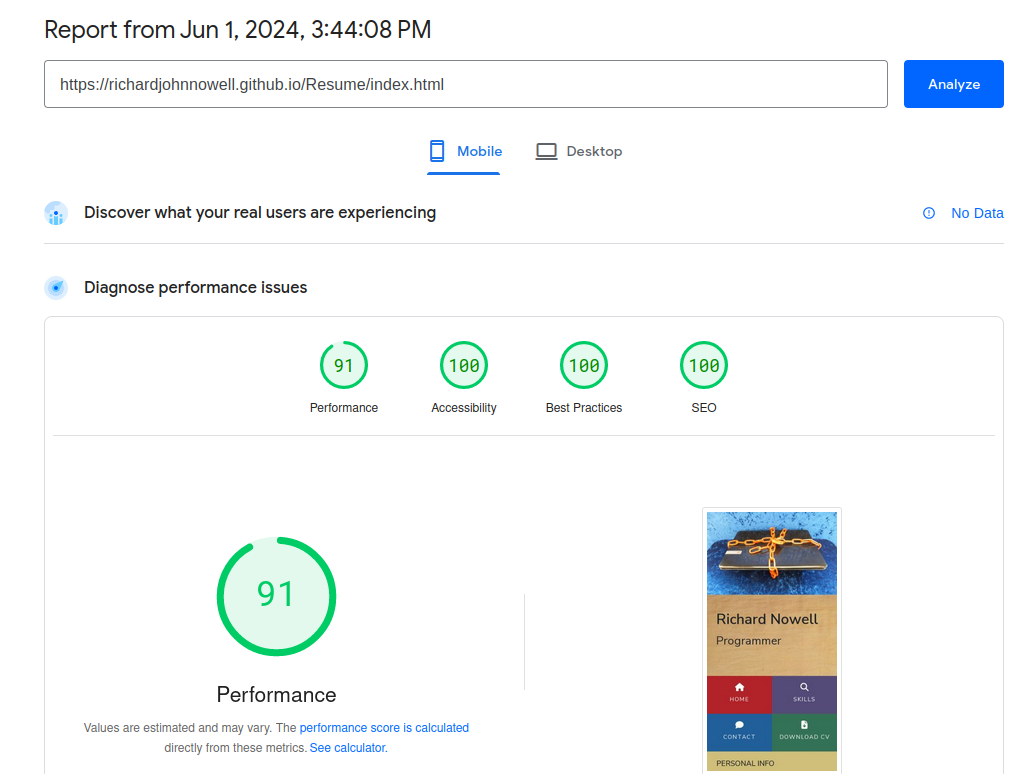 Report from Jun 1, 2024, 3:44:08 PM
https://richardjohnnowell.github.io/Resume/index.html
Analyze
Mobile
Desktop
Discover what your real users are experiencing
No Data
Diagnose performance issues
91
100
100
100
Performance
Accessibility
Best Practices
SEO
91
Performance
Values are estimated and may vary. The performance score is calculated
directly from these metrics. See calculator.
Richard Nowell
Programmer
HOME
SKILLS
CONTACT
DOWNLOAD CV
PERSONAL INFO